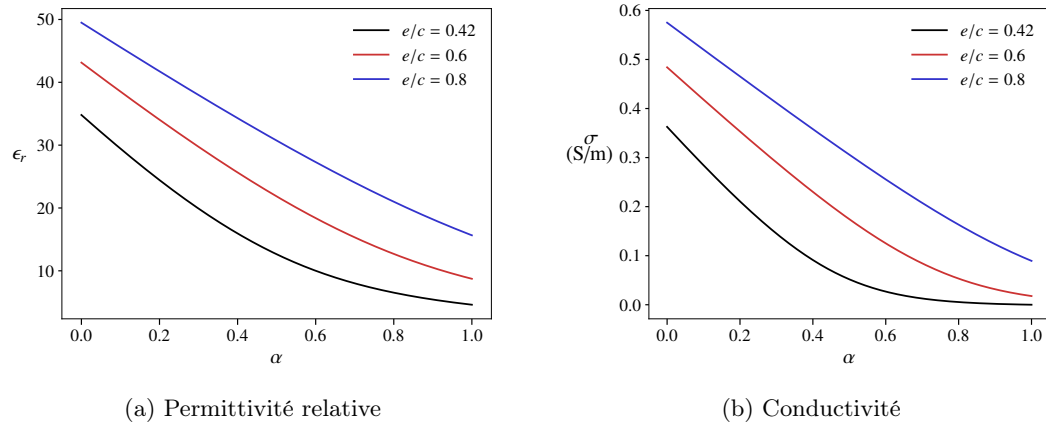 50
40
30
20
10
ϵr
0.0 0.2 0.4 0.6 0.8 1.0
α
e/c = 0.42
e/c = 0.6
e/c = 0.8
(a) Permittivité relative
0.6
0.5
0.4
0.3
0.2
0.1
0.0
σ
(S/m)
0.0 0.2 0.4 0.6 0.8 1.0
α
e/c = 0.42
e/c = 0.6
e/c = 0.8
(b) Conductivité